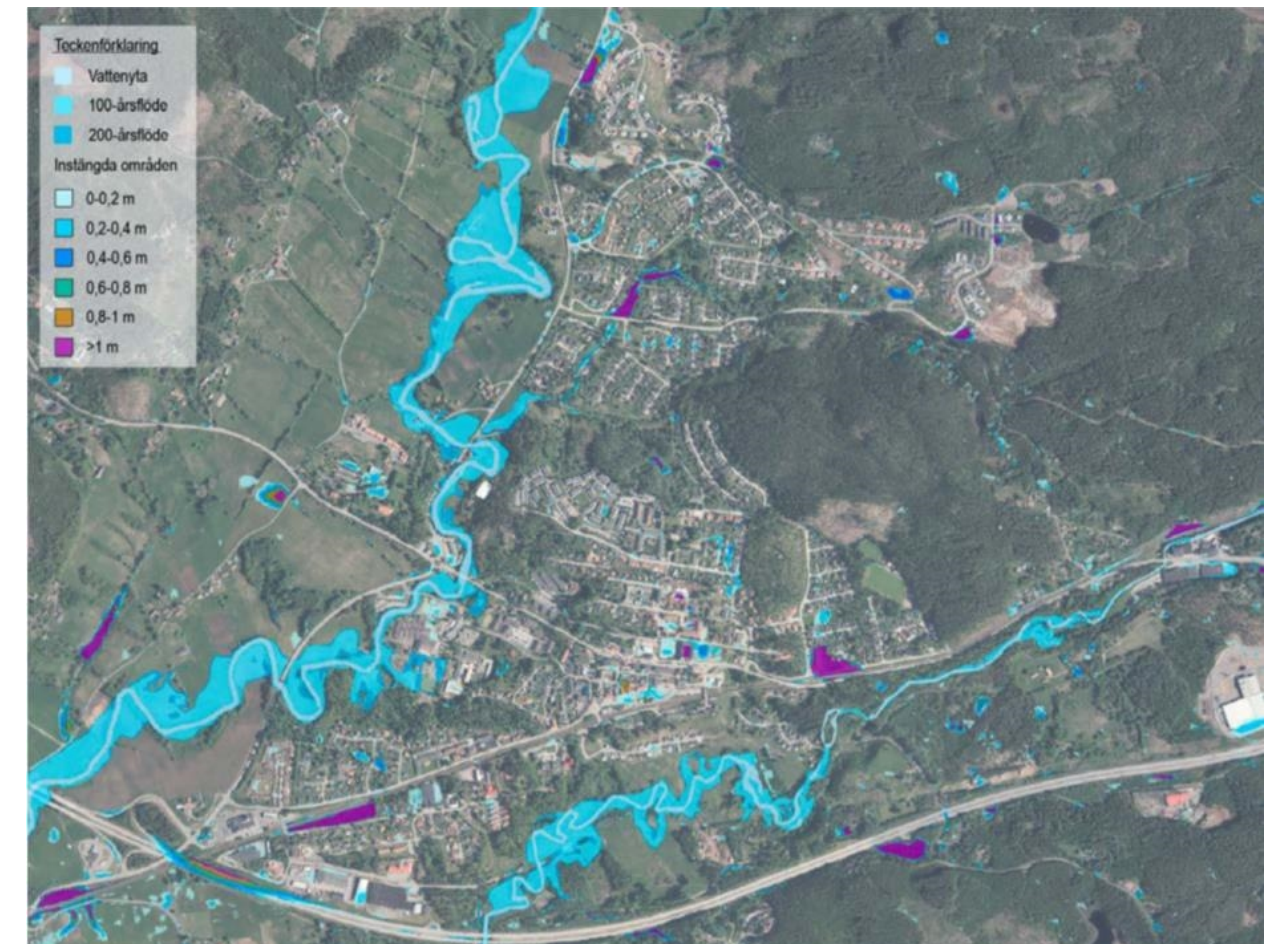 Teckenförklaring
Vattenyta
100-årsflöde
200-årsflöde
Instängda områden
0-0,2 m
0,2-0,4 m
0,4-0,6 m
0,6-0,8 m
0,8-1 m
>1 m